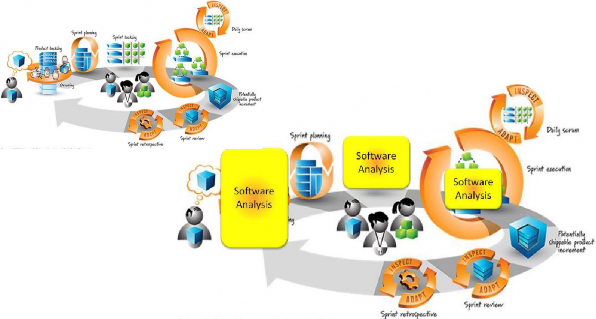 INSPECT
ADAPT
Daily scrum
Sprint planning
Product backlog
Sprint backlog
Sprint execution
Grooming
Potentially
shippable product
increment
Sprint review
Sprint retrospective
INSPECT
ADAPT
Daily scrum
Sprint planning
Software
Analysis
Software
Analysis
Software
Analysis
Sprint execution
Potentially
shippable product
increment
INSPECT
ADAPT
INSPECT
ADAPT
Sprint review
Sprint retrospective